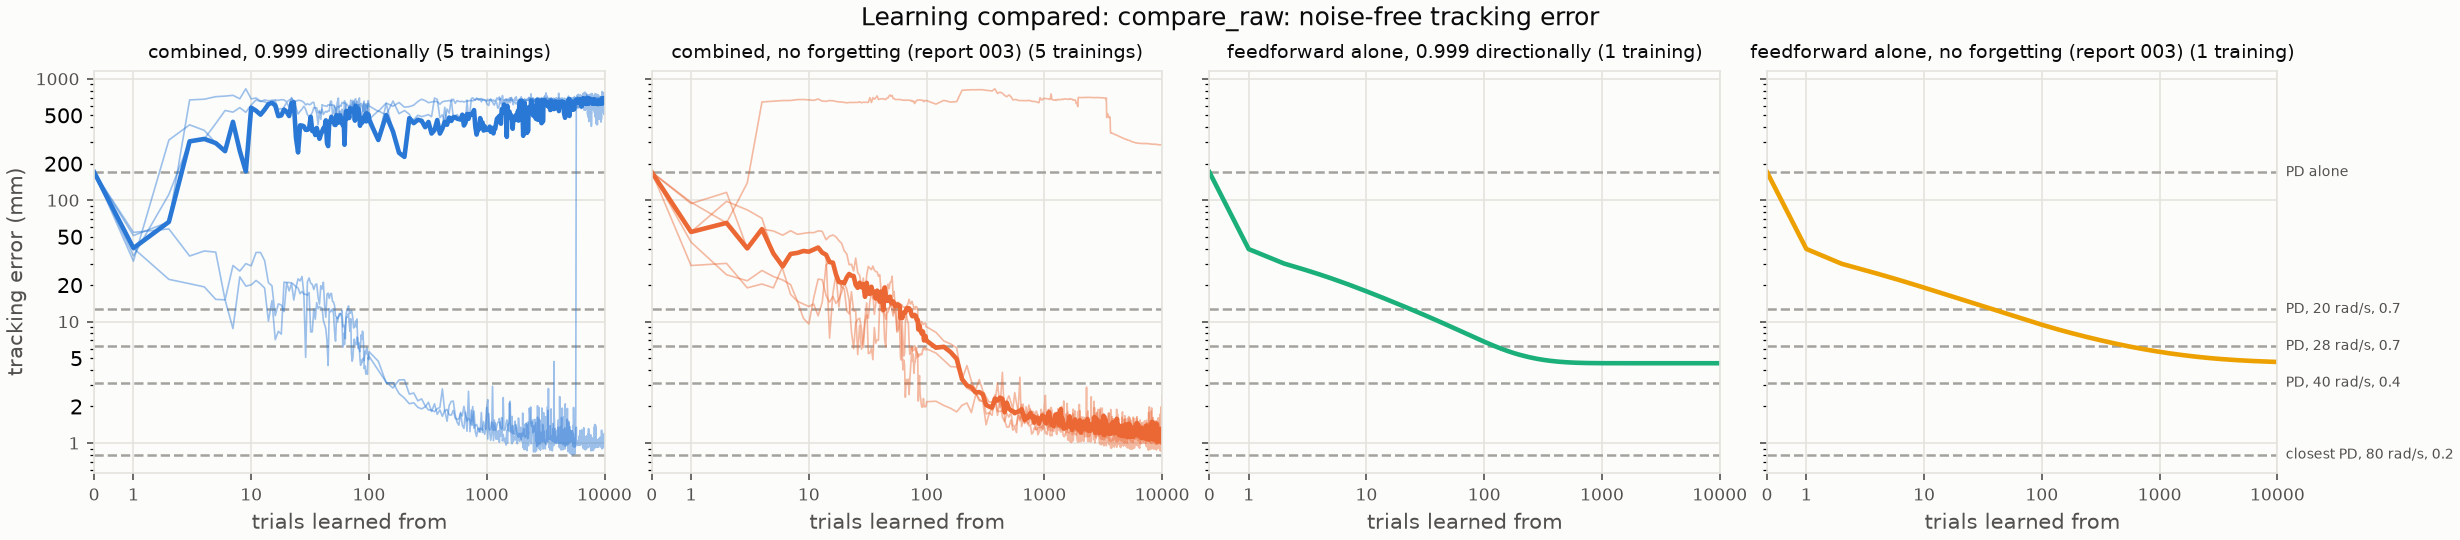 Learning compared: compare_raw: noise-free tracking error
combined, 0.999 directionally (5 trainings)
combined, no forgetting (report 003) (5 trainings)
feedforward alone, 0.999 directionally (1 training)
feedforward alone, no forgetting (report 003) (1 training)
tracking error (mm)
1000
500
200
100
50
20
10
5
2
1
PD alone
PD, 20 rad/s, 0.7
PD, 28 rad/s, 0.7
PD, 40 rad/s, 0.4
closest PD, 80 rad/s, 0.2
0 1 10 100 1000 10000
0 1 10 100 1000 10000
0 1 10 100 1000 10000
0 1 10 100 1000 10000
trials learned from
trials learned from
trials learned from
trials learned from